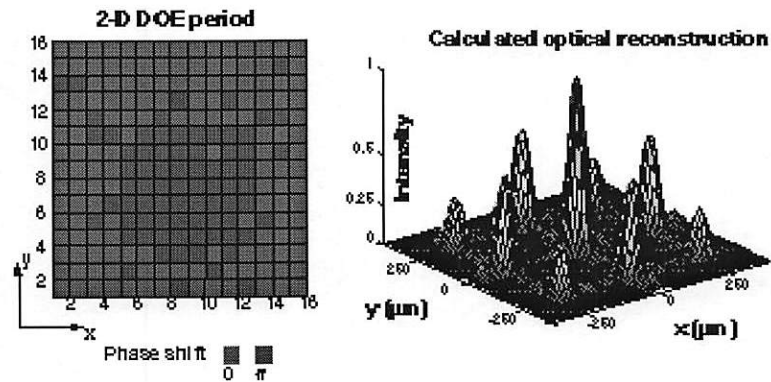 2-D DOE period
16
14
12
10
8
6
4
2
y
2 4 6 8 10 12 14 16
x
Phase shift
0 π
Calculated optical reconstruction
1
0.5
0.25
0
Intensity
250
0
-250
y (µm)
-250
0
250
x (µm)